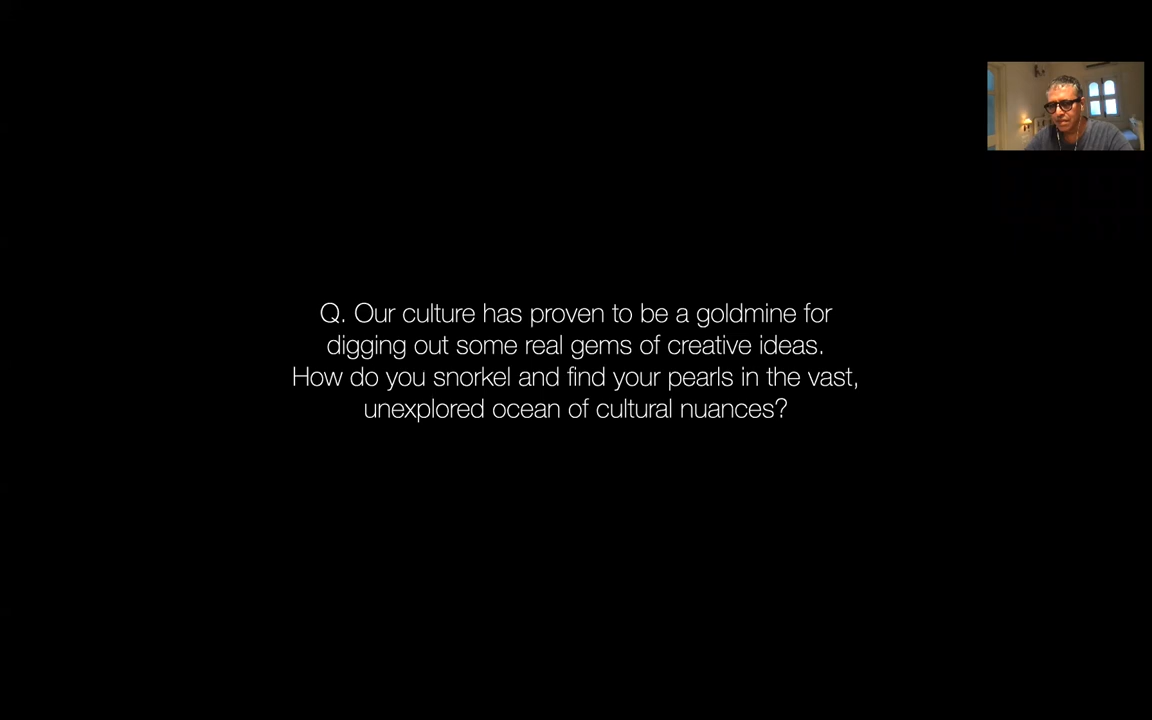 Q. Our culture has proven to be a goldmine for
digging out some real gems of creative ideas.
How do you snorkel and find your pearls in the vast,
unexplored ocean of cultural nuances?